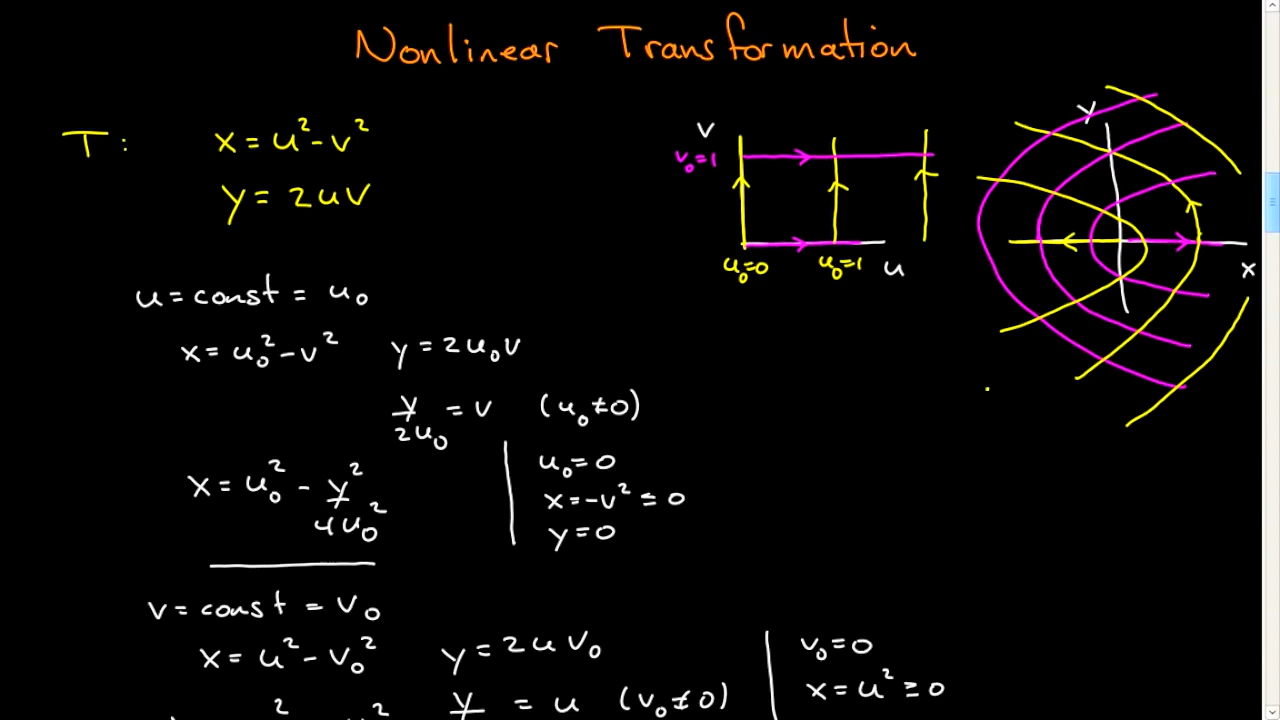 Nonlinear Transformation
T: x = u² - v²
y = 2uv
u = const = u₀
x = u₀² - v² y = 2u₀v
y/2u₀ = v (u₀ ≠ 0)
x = u₀² - y²/4u₀²
u₀ = 0
x = -v² ≤ 0
y = 0
v = const = v₀
x = u² - v₀² y = 2uv₀
y = u (v₀ ≠ 0)
v₀ = 0
x = u² ≥ 0
v
v₀=1
u₀=0 u₀=1 u
y
x